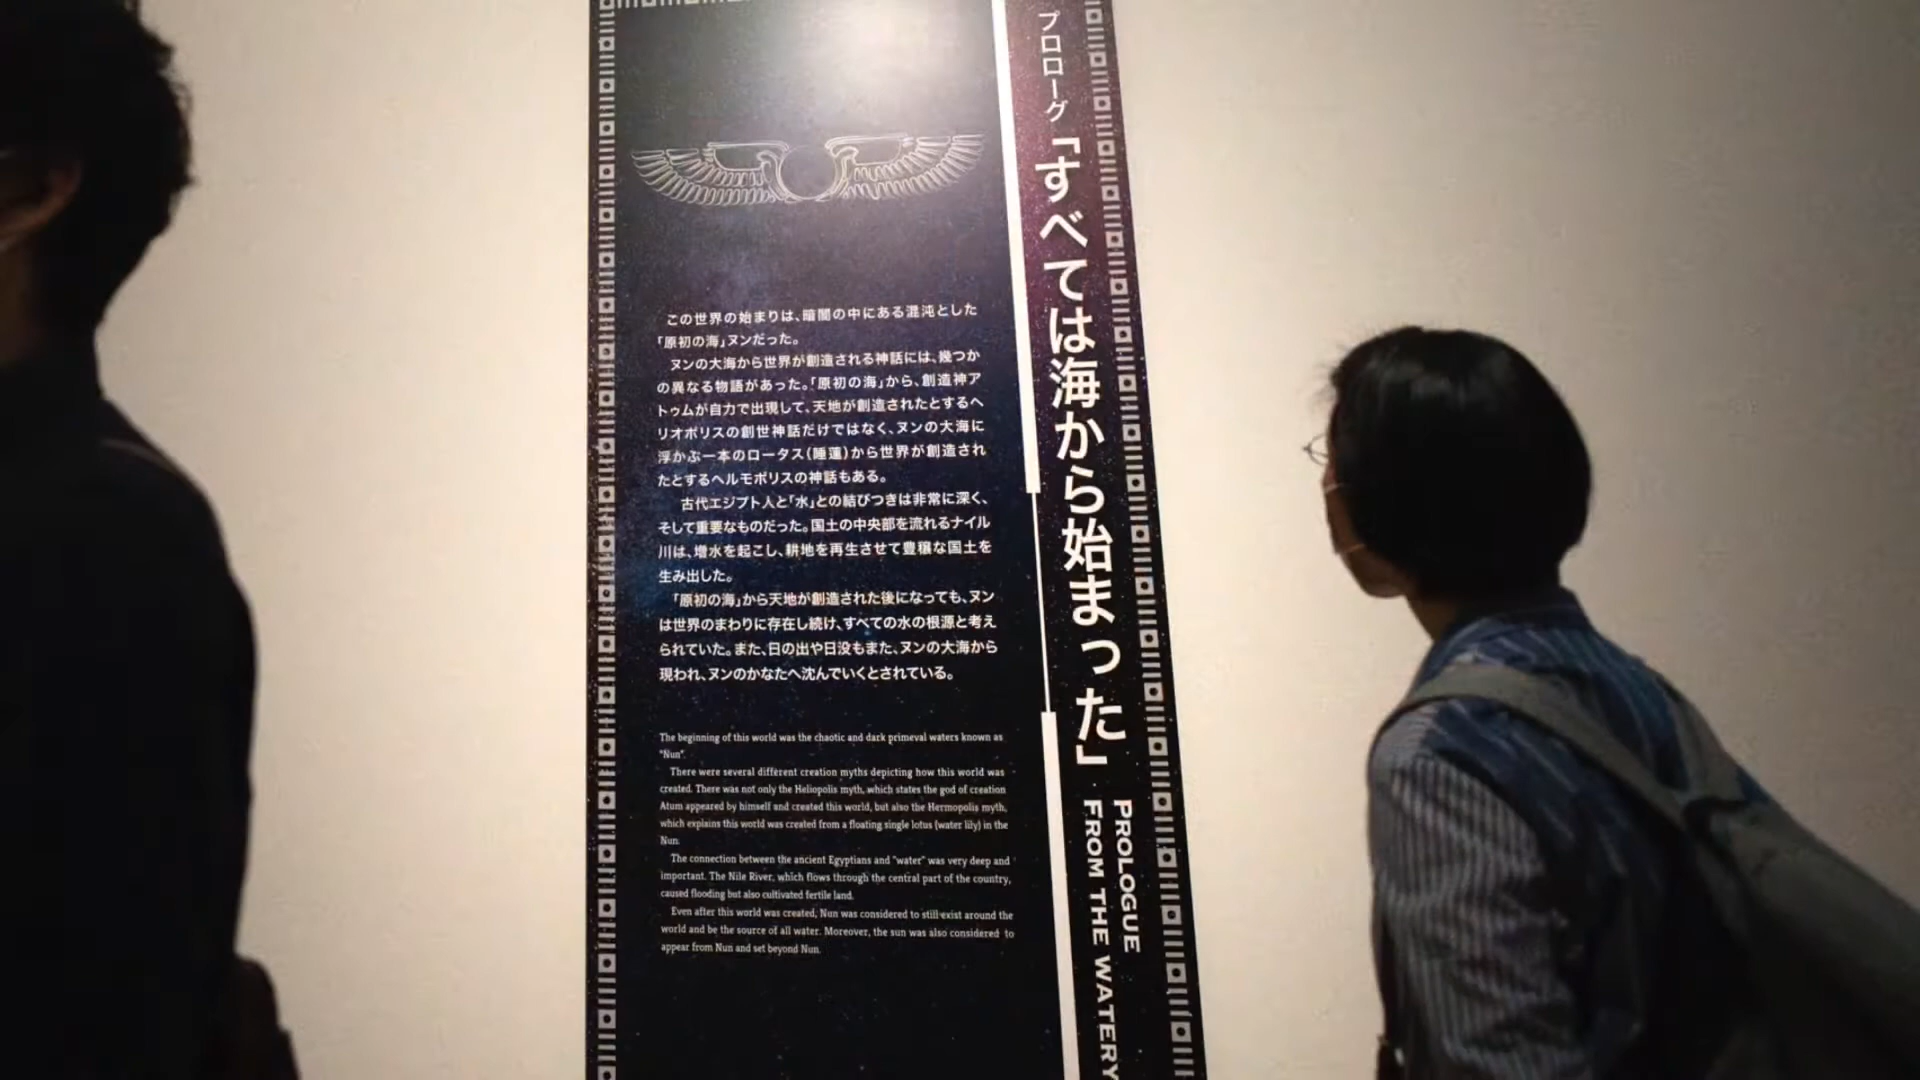 プロローグ
「すべては海から始まった」
PROLOGUE
FROM THE WATERY
この世界の始まりは、暗闇の中にある混沌とした
「原初の海」ヌンだった。
ヌンの大海から世界が創造される神話には、幾つか
の異なる物語があった。「原初の海」から、創造神ア
トゥムが自力で出現して、天地が創造されたとするヘ
リオポリスの創世神話だけではなく、ヌンの大海に
浮かぶ一本のロータス(睡蓮)から世界が創造され
たとするヘルモポリスの神話もある。
古代エジプト人と「水」との結びつきは非常に深く、
そして重要なものだった。国土の中央部を流れるナイル
川は、増水を起こし、耕地を再生させて豊穣な国土を
生み出した。
「原初の海」から天地が創造された後になっても、ヌン
は世界のまわりに存在し続け、すべての水の根源と考え
られていた。また、日の出や日没もまた、ヌンの大海から
現われ、ヌンのかなたへ沈んでいくとされている。
The beginning of this world was the chaotic and dark primeval waters known as
"Nun".
There were several different creation myths depicting how this world was
created. There was not only the Heliopolis myth, which states the god of creation
Atum appeared by himself and created this world, but also the Hermopolis myth,
which explains this world was created from a floating single lotus (water lily) in the
Nun.
The connection between the ancient Egyptians and "water" was very deep and
important. The Nile River, which flows through the central part of the country,
caused flooding but also cultivated fertile land.
Even after this world was created, Nun was considered to still exist around the
world and be the source of all water. Moreover, the sun was also considered to
appear from Nun and set beyond Nun.